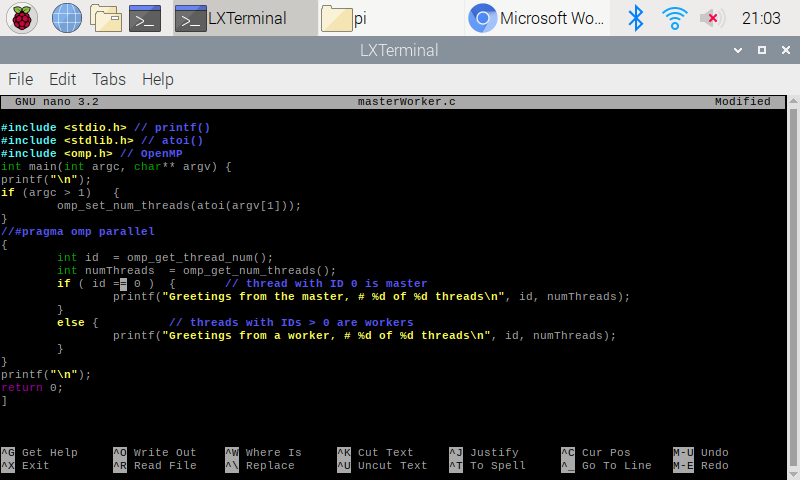 LXTerminal pi Microsoft Wo... 21:03
LXTerminal
File Edit Tabs Help
GNU nano 3.2 masterWorker.c Modified
#include <stdio.h> // printf()
#include <stdlib.h> // atoi()
#include <omp.h> // OpenMP
int main(int argc, char** argv) {
printf("\n");
if (argc > 1)   {
        omp_set_num_threads(atoi(argv[1]));
}
//#pragma omp parallel
{
        int id  = omp_get_thread_num();
        int numThreads  = omp_get_num_threads();
        if ( id == 0 )  {       // thread with ID 0 is master
                printf("Greetings from the master, # %d of %d threads\n", id, numThreads);
        }
        else {          // threads with IDs > 0 are workers
                printf("Greetings from a worker, # %d of %d threads\n", id, numThreads);
        }
}
printf("\n");
return 0;
]
^G Get Help ^O Write Out ^W Where Is ^K Cut Text ^J Justify ^C Cur Pos M-U Undo
^X Exit ^R Read File ^\ Replace ^U Uncut Text ^T To Spell ^_ Go To Line M-E Redo